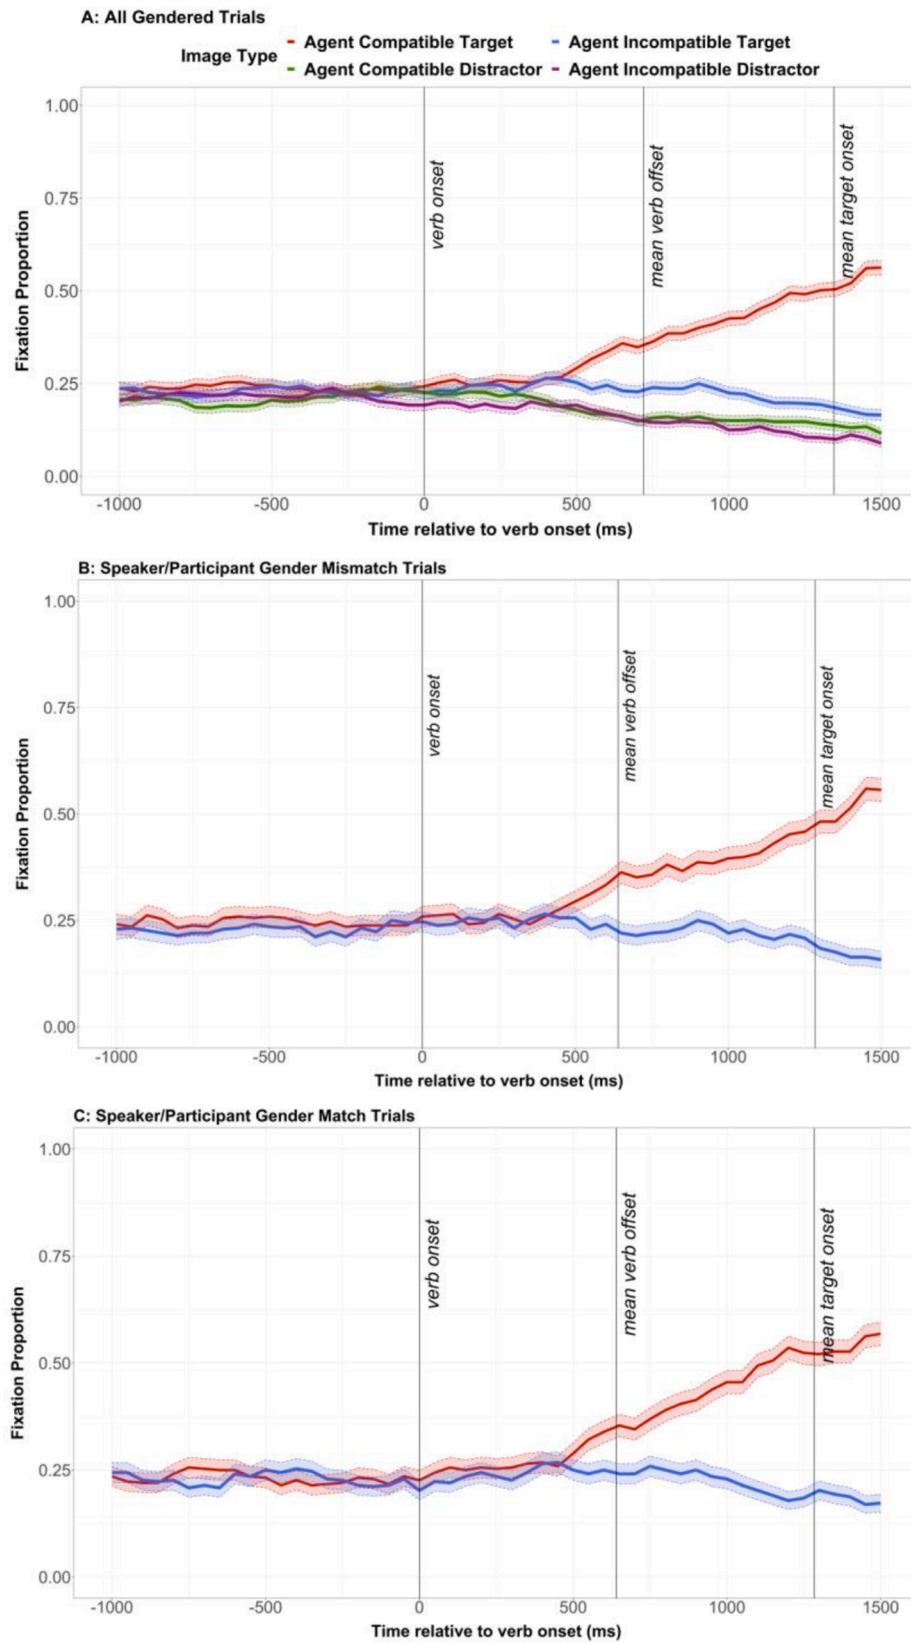 A: All Gendered Trials
Image Type
Agent Compatible Target
Agent Incompatible Target
Agent Compatible Distractor
Agent Incompatible Distractor
Fixation Proportion
1.00
0.75
0.50
0.25
0.00
verb onset
mean verb offset
mean target onset
-1000 -500 0 500 1000 1500
Time relative to verb onset (ms)
B: Speaker/Participant Gender Mismatch Trials
Fixation Proportion
1.00
0.75
0.50
0.25
0.00
verb onset
mean verb offset
mean target onset
-1000 -500 0 500 1000 1500
Time relative to verb onset (ms)
C: Speaker/Participant Gender Match Trials
Fixation Proportion
1.00
0.75
0.50
0.25
0.00
verb onset
mean verb offset
mean target onset
-1000 -500 0 500 1000 1500
Time relative to verb onset (ms)